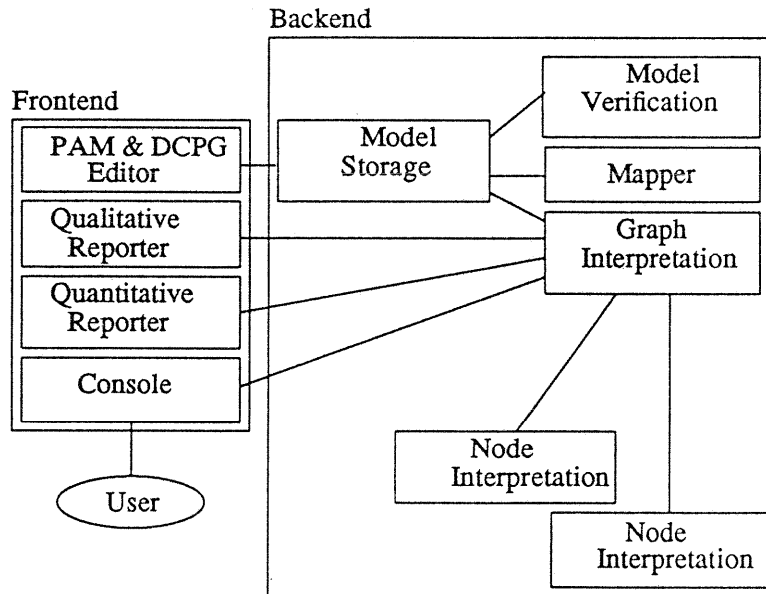 Backend
Frontend
PAM & DCPG
Editor
Qualitative
Reporter
Quantitative
Reporter
Console
User
Model
Storage
Model
Verification
Mapper
Graph
Interpretation
Node
Interpretation
Node
Interpretation